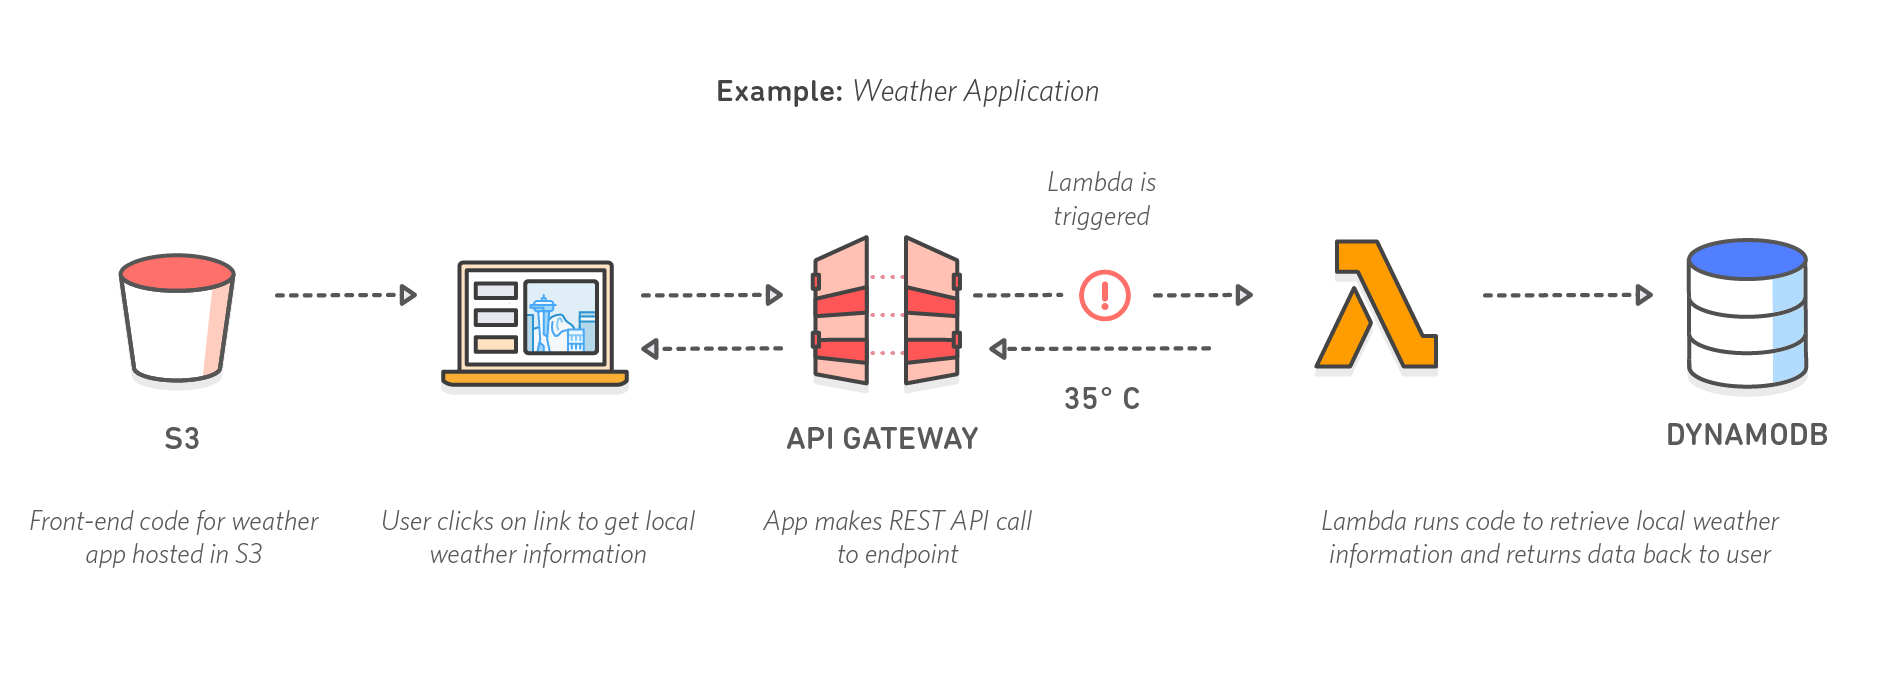 Example: Weather Application
Lambda is
triggered
35° C
S3
API GATEWAY
DYNAMODB
Front-end code for weather
app hosted in S3
User clicks on link to get local
weather information
App makes REST API call
to endpoint
Lambda runs code to retrieve local weather
information and returns data back to user